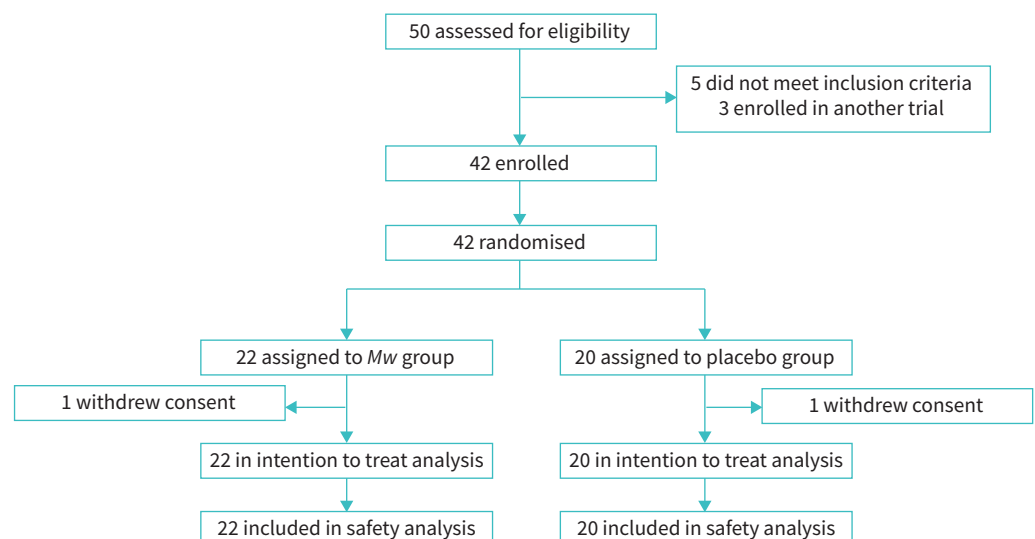 50 assessed for eligibility
5 did not meet inclusion criteria
3 enrolled in another trial
42 enrolled
42 randomised
22 assigned to Mw group
20 assigned to placebo group
1 withdrew consent
1 withdrew consent
22 in intention to treat analysis
20 in intention to treat analysis
22 included in safety analysis
20 included in safety analysis